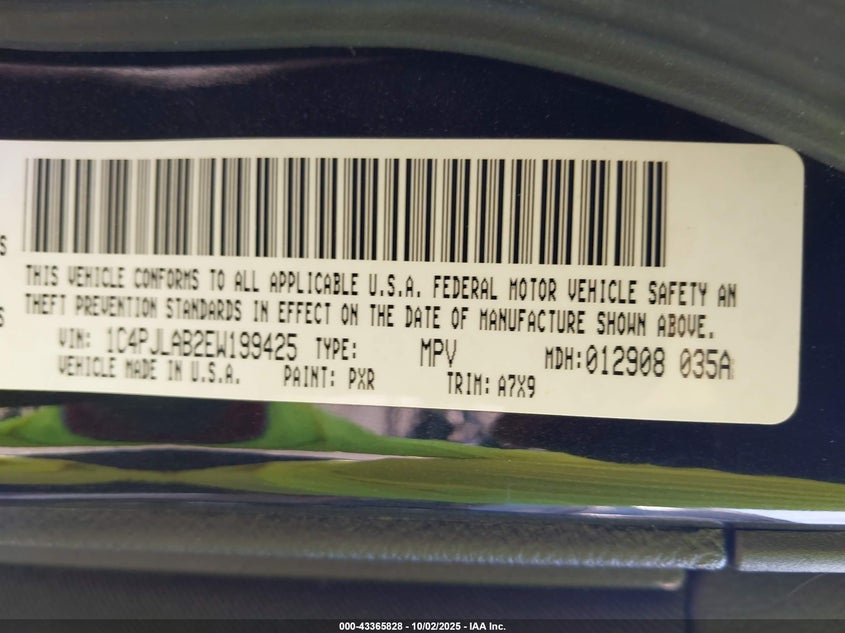 THIS VEHICLE CONFORMS TO ALL APPLICABLE U.S.A. FEDERAL MOTOR VEHICLE SAFETY AN
THEFT PREVENTION STANDARDS IN EFFECT ON THE DATE OF MANUFACTURE SHOWN ABOVE.
VIN: 1C4PJLAB2EW199425 TYPE: MPV MDH:012908 035A
VEHICLE MADE IN U.S.A. PAINT: PXR TRIM: A7X9
000-43365828 - 10/02/2025 - IAA Inc.